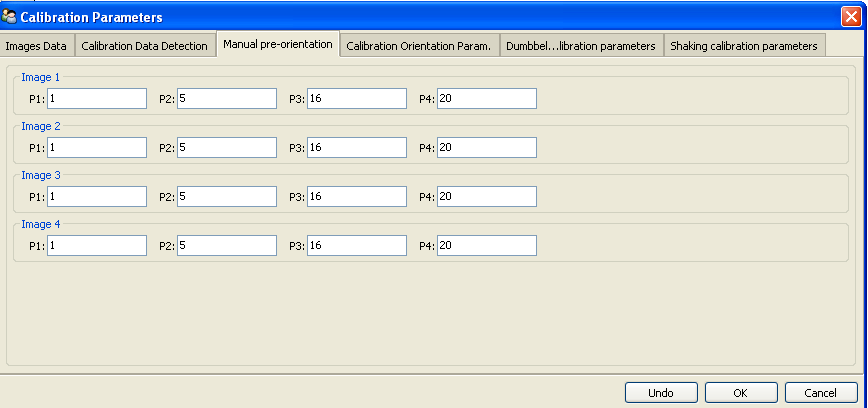 Calibration Parameters
Images Data Calibration Data Detection Manual pre-orientation Calibration Orientation Param. Dumbbel...libration parameters Shaking calibration parameters
Image 1
P1: 1 P2: 5 P3: 16 P4: 20
Image 2
P1: 1 P2: 5 P3: 16 P4: 20
Image 3
P1: 1 P2: 5 P3: 16 P4: 20
Image 4
P1: 1 P2: 5 P3: 16 P4: 20
Undo OK Cancel